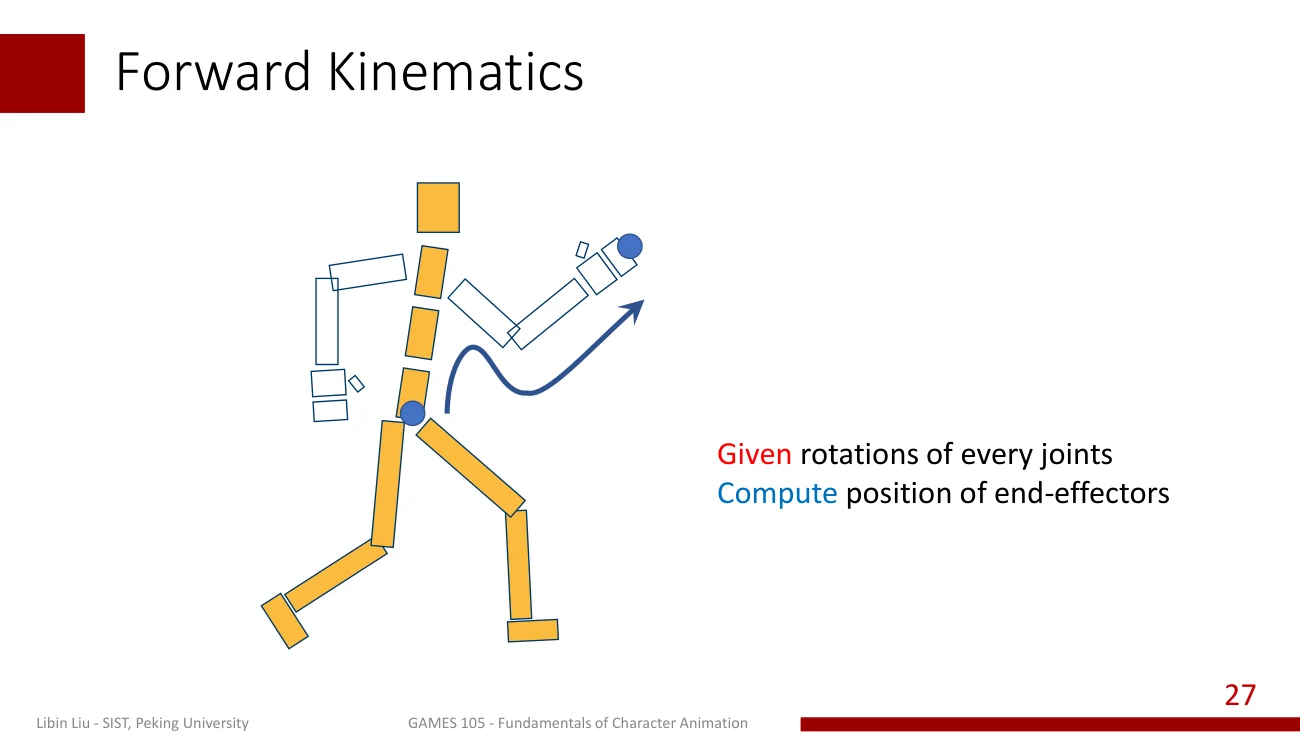 Forward Kinematics
Given rotations of every joints
Compute position of end-effectors
27
Libin Liu - SIST, Peking University
GAMES 105 - Fundamentals of Character Animation